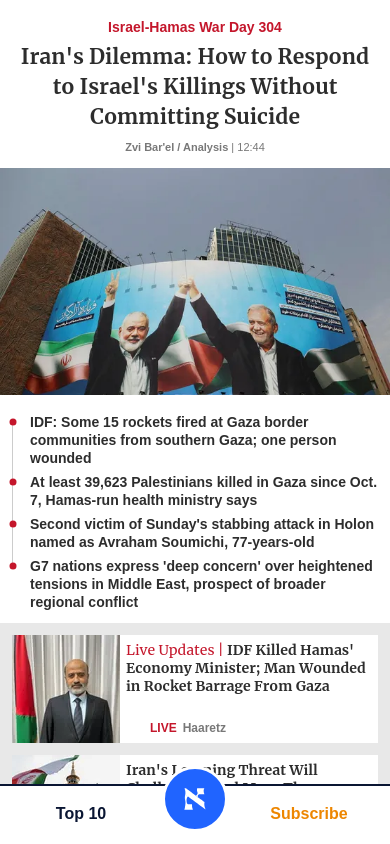 Israel-Hamas War Day 304
Iran's Dilemma: How to Respond
to Israel's Killings Without
Committing Suicide
Zvi Bar'el / Analysis | 12:44
IDF: Some 15 rockets fired at Gaza border
communities from southern Gaza; one person
wounded
At least 39,623 Palestinians killed in Gaza since Oct.
7, Hamas-run health ministry says
Second victim of Sunday's stabbing attack in Holon
named as Avraham Soumichi, 77-years-old
G7 nations express 'deep concern' over heightened
tensions in Middle East, prospect of broader
regional conflict
Live Updates | IDF Killed Hamas'
Economy Minister; Man Wounded
in Rocket Barrage From Gaza
LIVE Haaretz
Iran's
Threat Will
Top 10
Subscribe